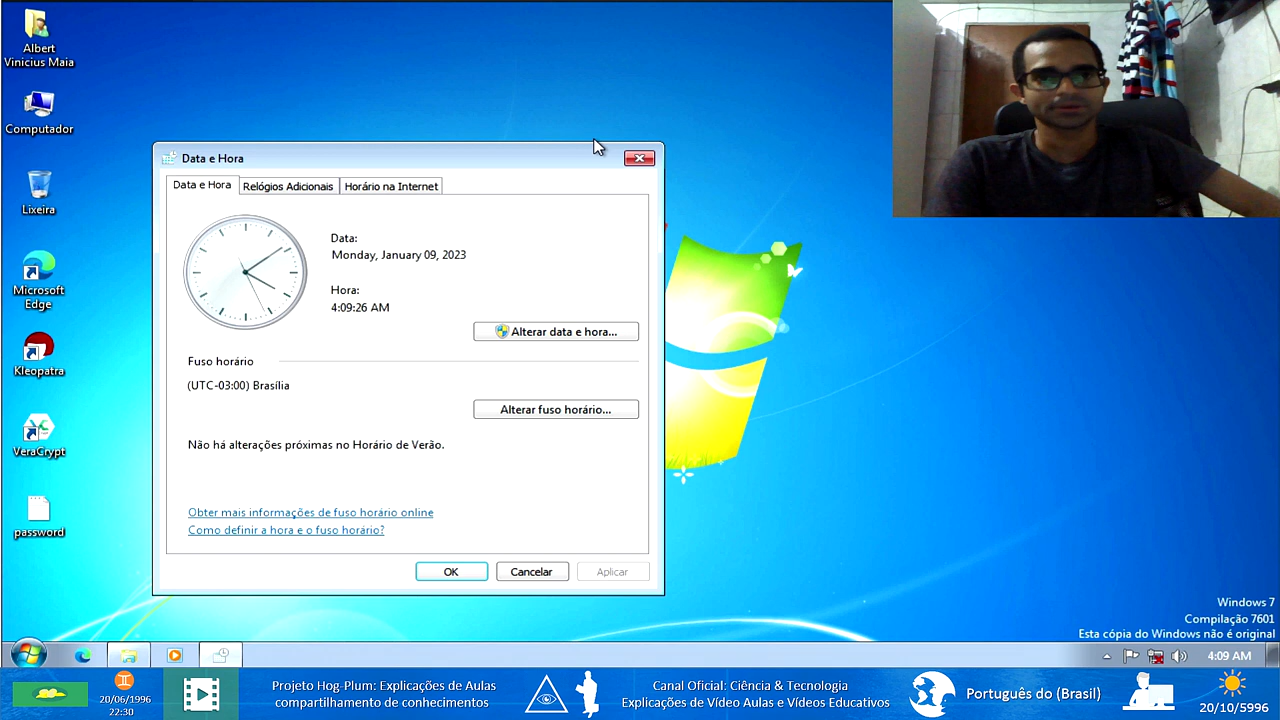 Albert
Vinicius Maia
Computador
Lixeira
Microsoft
Edge
Kleopatra
VeraCrypt
password
Data e Hora
Data e Hora
Relógios Adicionais
Horário na Internet
Data:
Monday, January 09, 2023
Hora:
4:09:26 AM
Alterar data e hora...
Fuso horário
(UTC-03:00) Brasília
Alterar fuso horário...
Não há alterações próximas no Horário de Verão.
Obter mais informações de fuso horário online
Como definir a hora e o fuso horário?
OK
Cancelar
Aplicar
Windows 7
Compilação 7601
Esta cópia do Windows não é original
4:09 AM
20/06/1996
22:30
Projeto Hog-Plum: Explicações de Aulas
compartilhamento de conhecimentos
Canal Oficial: Ciência & Tecnologia
Explicações de Vídeo Aulas e Vídeos Educativos
Português do (Brasil)
20/10/5996